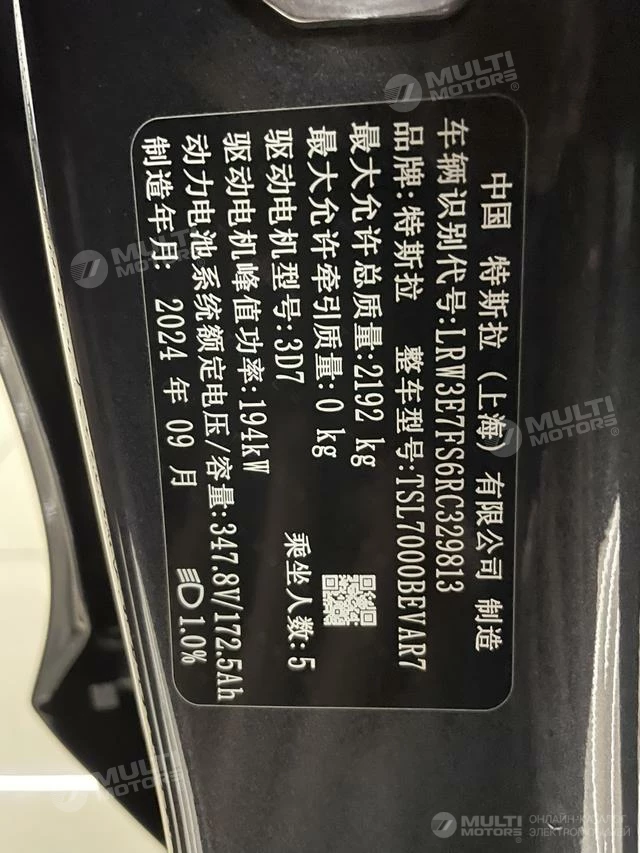 中国 特斯拉（上海）有限公司 制造
车辆识别代号:LRW3E7FS6RC329813
品牌:特斯拉 整车型号:TSL7000BEVAR7
最大允许总质量:2192 kg
最大允许牵引质量:0 kg
驱动电机型号:3D7 乘坐人数:5
驱动电机峰值功率:194kW
动力电池系统额定电压/容量:347.8V/172.5Ah
制造年月: 2024 年 09 月 1.0%
MULTI
MOTORS®
MULTI
MOTORS®
MULTI
MOTORS®
MULTI
MOTORS®
MULTI
MOTORS®
ОНЛАЙН-КАТАЛОГ
ЭЛЕКТРОМОБИЛЕЙ